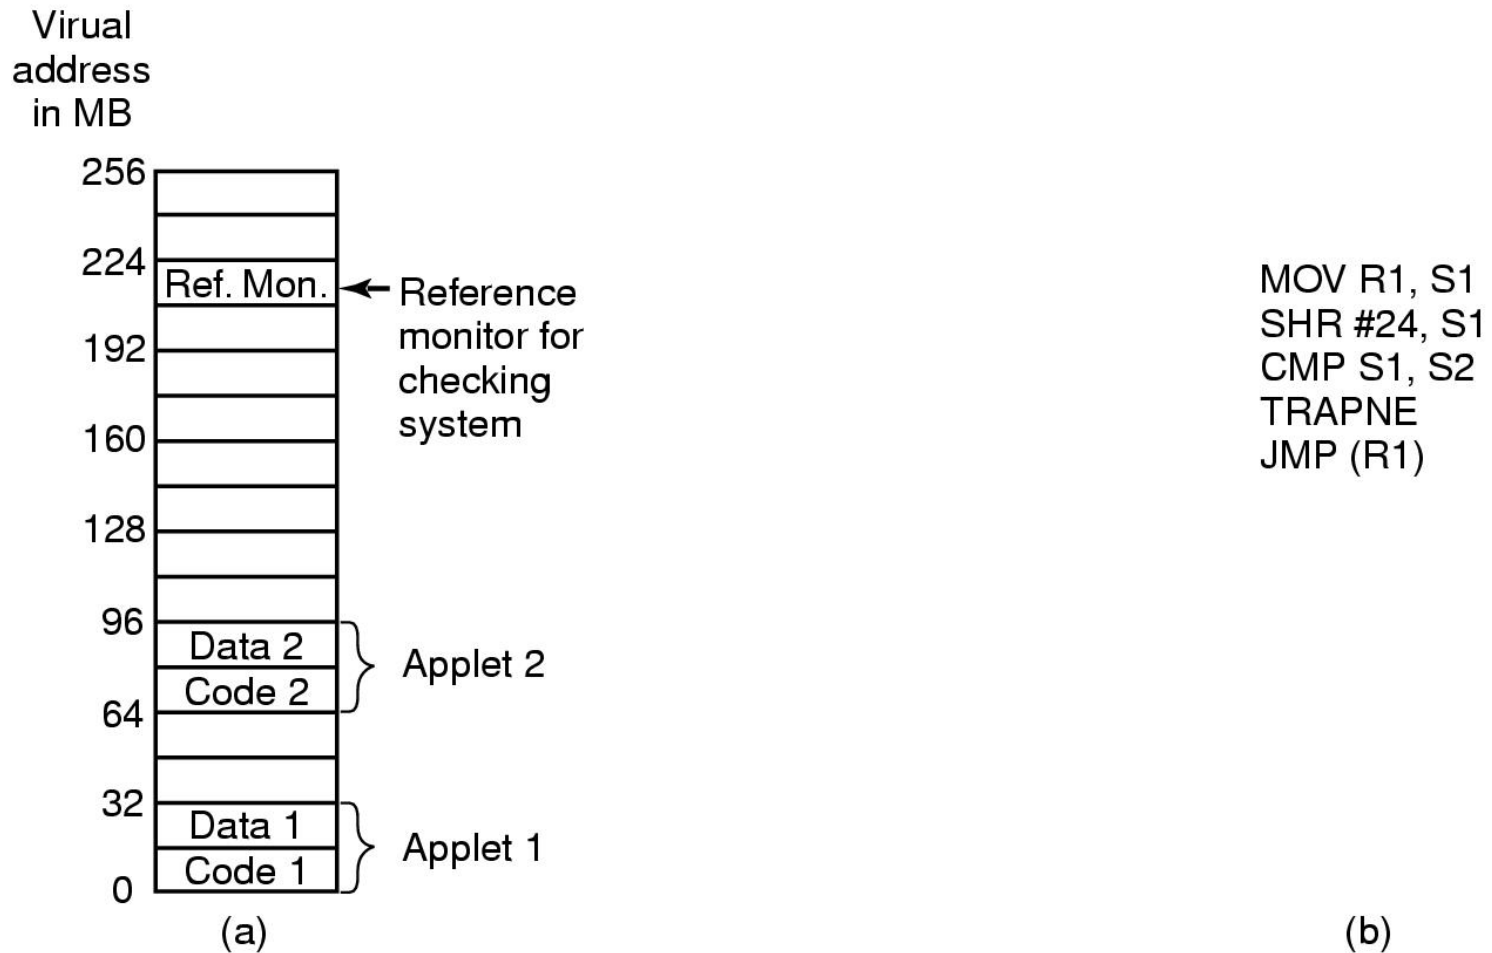 Virual
address
in MB
256
224
Ref. Mon.
Reference
monitor for
checking
system
192
160
128
96
Data 2
Code 2
Applet 2
64
32
Data 1
Code 1
Applet 1
0
(a)
MOV R1, S1
SHR #24, S1
CMP S1, S2
TRAPNE
JMP (R1)
(b)